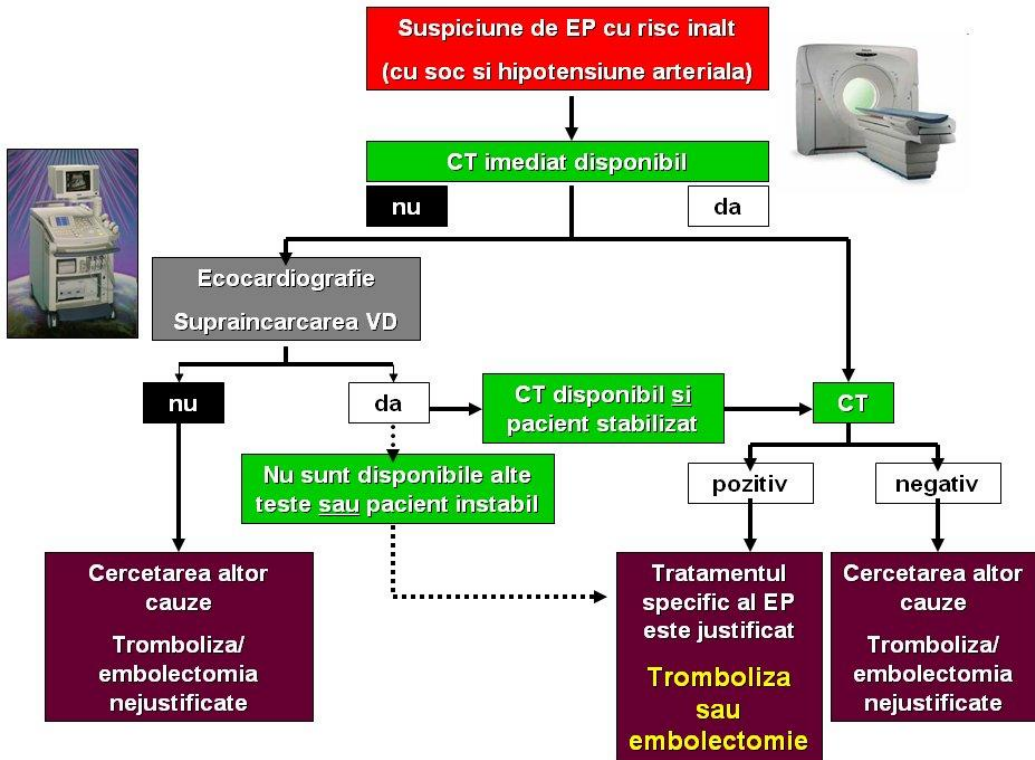 Suspiciune de EP cu risc inalt
(cu soc si hipotensiune arteriala)
CT imediat disponibil
nu
da
Ecocardiografie
Supraincarcarea VD
nu
da
CT disponibil si
pacient stabilizat
CT
Nu sunt disponibile alte
teste sau pacient instabil
pozitiv
negativ
Cercetarea altor
cauze
Tromboliza/
embolectomia
nejustificate
Tratamentul
specific al EP
este justificat
Tromboliza
sau
embolectomie
Cercetarea altor
cauze
Tromboliza/
embolectomia
nejustificate